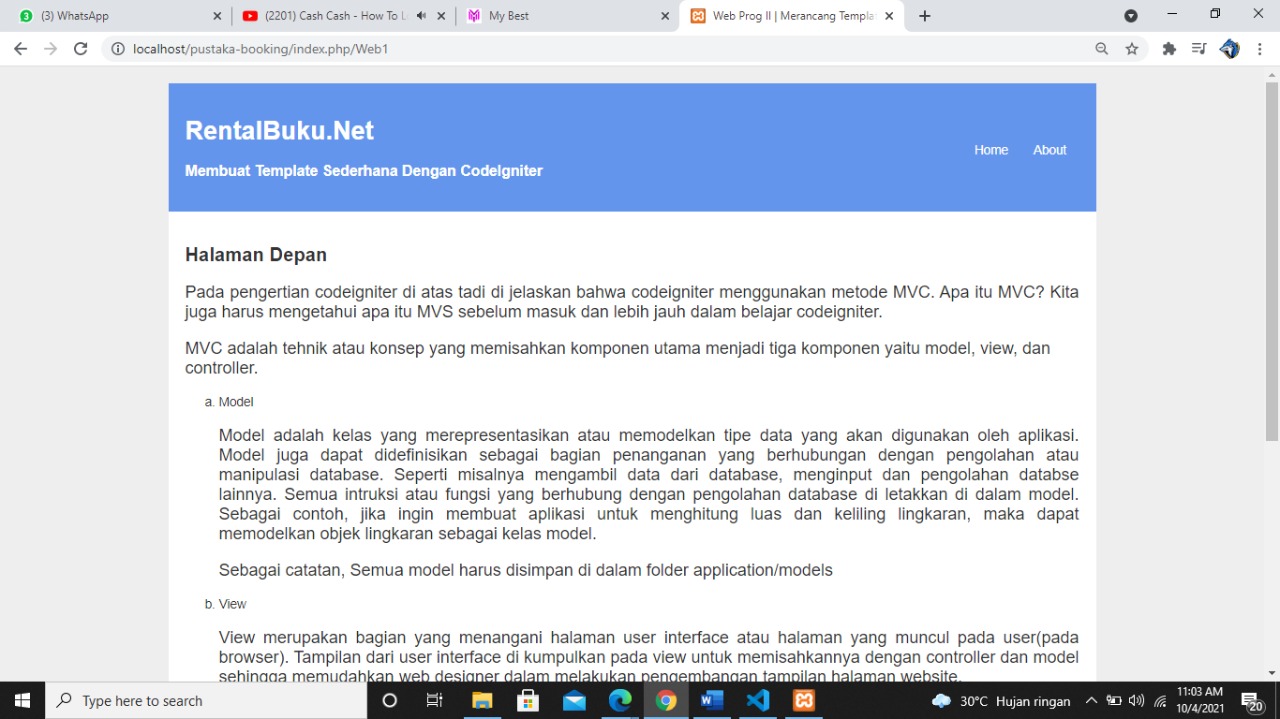 (3) WhatsApp
(2201) Cash Cash - How To L
My Best
Web Prog II | Merancang Templa
localhost/pustaka-booking/index.php/Web1
RentalBuku.Net
Home
About
Membuat Template Sederhana Dengan CodeIgniter
Halaman Depan
Pada pengertian codeigniter di atas tadi di jelaskan bahwa codeigniter menggunakan metode MVC. Apa itu MVC? Kita
juga harus mengetahui apa itu MVS sebelum masuk dan lebih jauh dalam belajar codeigniter.
MVC adalah tehnik atau konsep yang memisahkan komponen utama menjadi tiga komponen yaitu model, view, dan
controller.
a. Model
Model adalah kelas yang merepresentasikan atau memodelkan tipe data yang akan digunakan oleh aplikasi.
Model juga dapat didefinisikan sebagai bagian penanganan yang berhubungan dengan pengolahan atau
manipulasi database. Seperti misalnya mengambil data dari database, menginput dan pengolahan databse
lainnya. Semua intruksi atau fungsi yang berhubung dengan pengolahan database di letakkan di dalam model.
Sebagai contoh, jika ingin membuat aplikasi untuk menghitung luas dan keliling lingkaran, maka dapat
memodelkan objek lingkaran sebagai kelas model.
Sebagai catatan, Semua model harus disimpan di dalam folder application/models
b. View
View merupakan bagian yang menangani halaman user interface atau halaman yang muncul pada user(pada
browser). Tampilan dari user interface di kumpulkan pada view untuk memisahkannya dengan controller dan model
sehingga memudahkan web designer dalam melakukan pengembangan tampilan halaman website.
Type here to search
30°C Hujan ringan
11:03 AM
10/4/2021
20